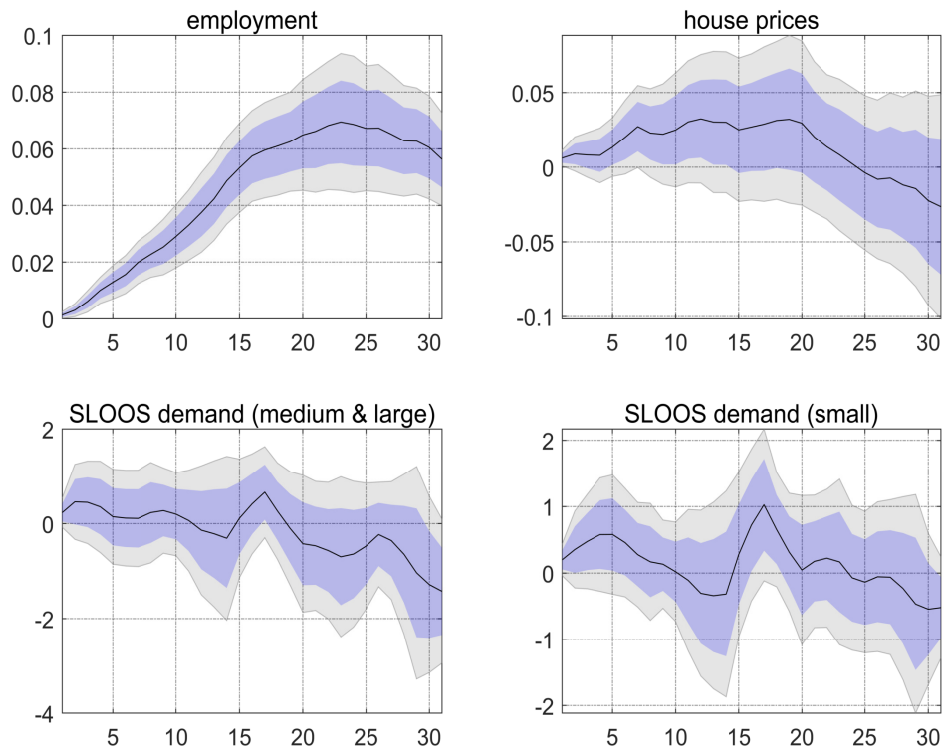 employment
0.1
0.08
0.06
0.04
0.02
0
5 10 15 20 25 30
house prices
0.05
0
-0.05
-0.1
5 10 15 20 25 30
SLOOS demand (medium & large)
2
0
-2
-4
5 10 15 20 25 30
SLOOS demand (small)
2
1
0
-1
-2
5 10 15 20 25 30